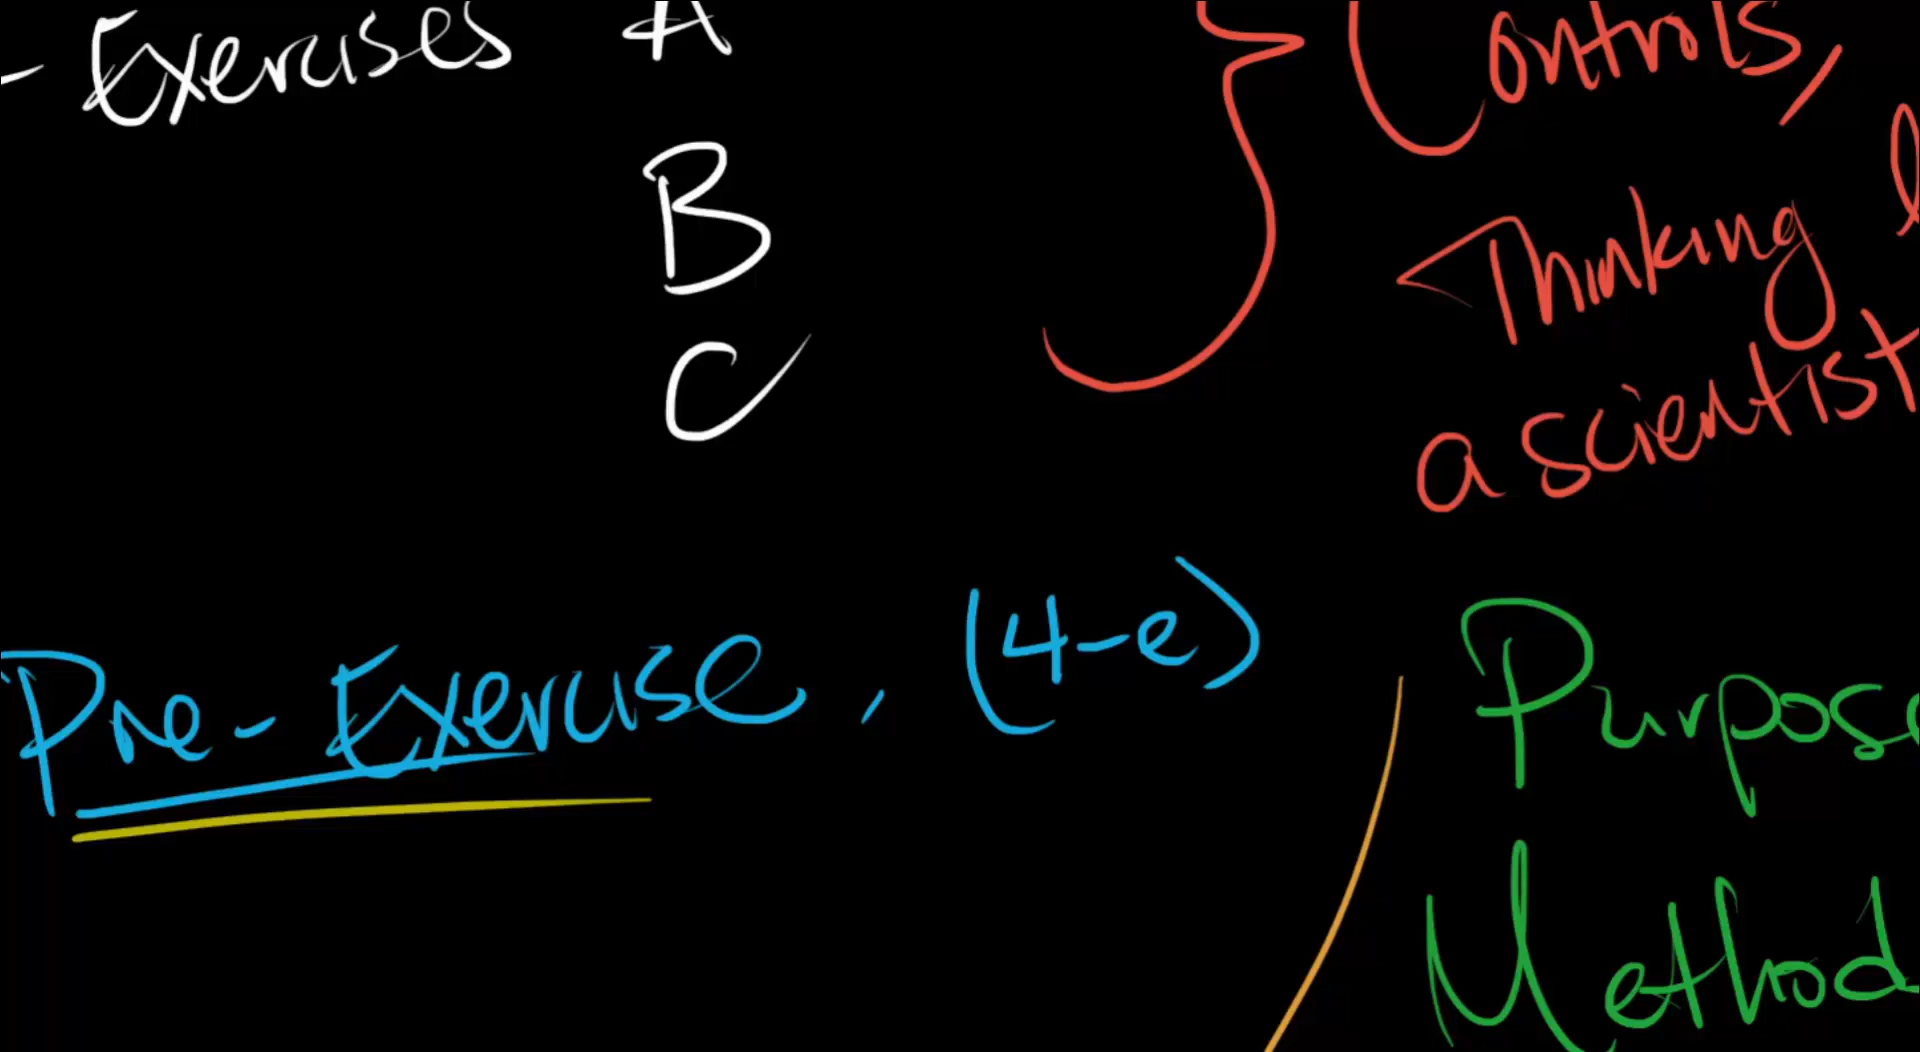 - Exercises A
B
C
Controls,
Thinking
a scientist
Pre-Exercise, (4-e)
Purpose
Method